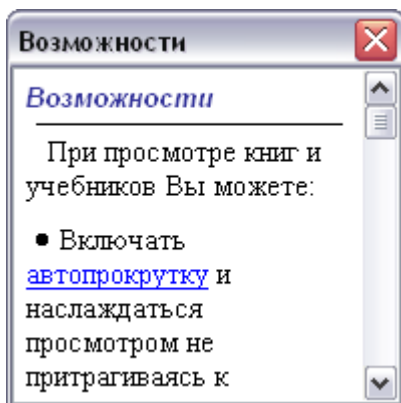 Возможности
Возможности
При просмотре книг и
учебников Вы можете:
• Включать
автопрокрутку и
наслаждаться
просмотром не
притрагиваясь к